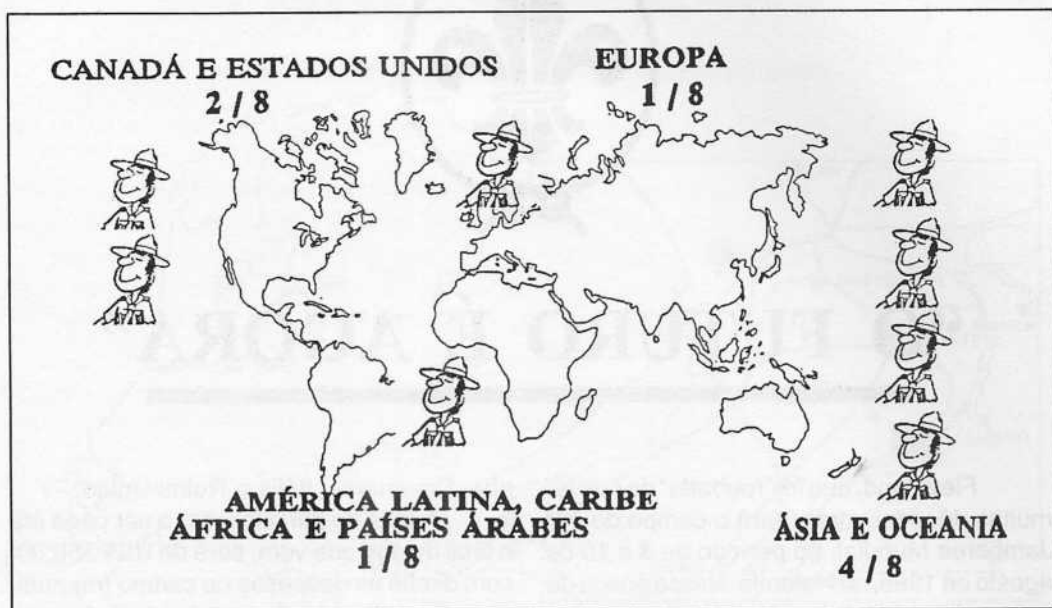 CANADÁ E ESTADOS UNIDOS
2 / 8
EUROPA
1 / 8
AMÉRICA LATINA, CARIBE
ÁFRICA E PAÍSES ÁRABES
1 / 8
ÁSIA E OCEANIA
4 / 8